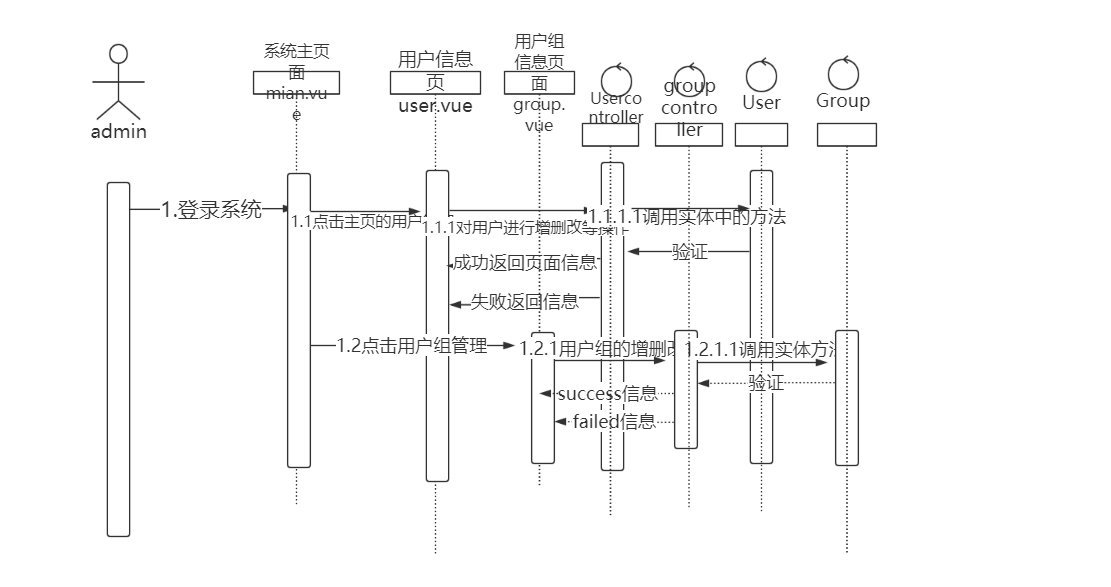 系统主页
面
mian.vu
e
用户信息
页
user.vue
用户组
信息页
面
group.
vue
Userco
ntroller
group
contro
ller
User
Group
admin
1.登录系统
1.1点击主页的用户
1.1.1对用户进行增删改等操作
1.1.1.1调用实体中的方法
验证
成功返回页面信息
失败返回信息
1.2点击用户组管理
1.2.1用户组的增删改
1.2.1.1调用实体方法
验证
success信息
failed信息